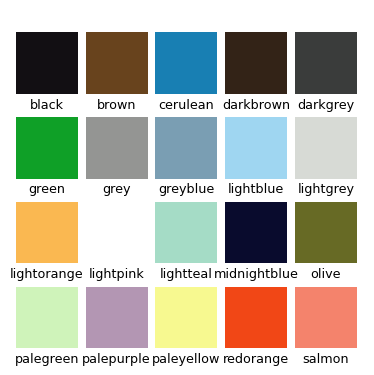 black brown cerulean darkbrown darkgrey
green grey greyblue lightblue lightgrey
lightorange lightpink lightteal midnightblue olive
palegreen palepurple paleyellow redorange salmon